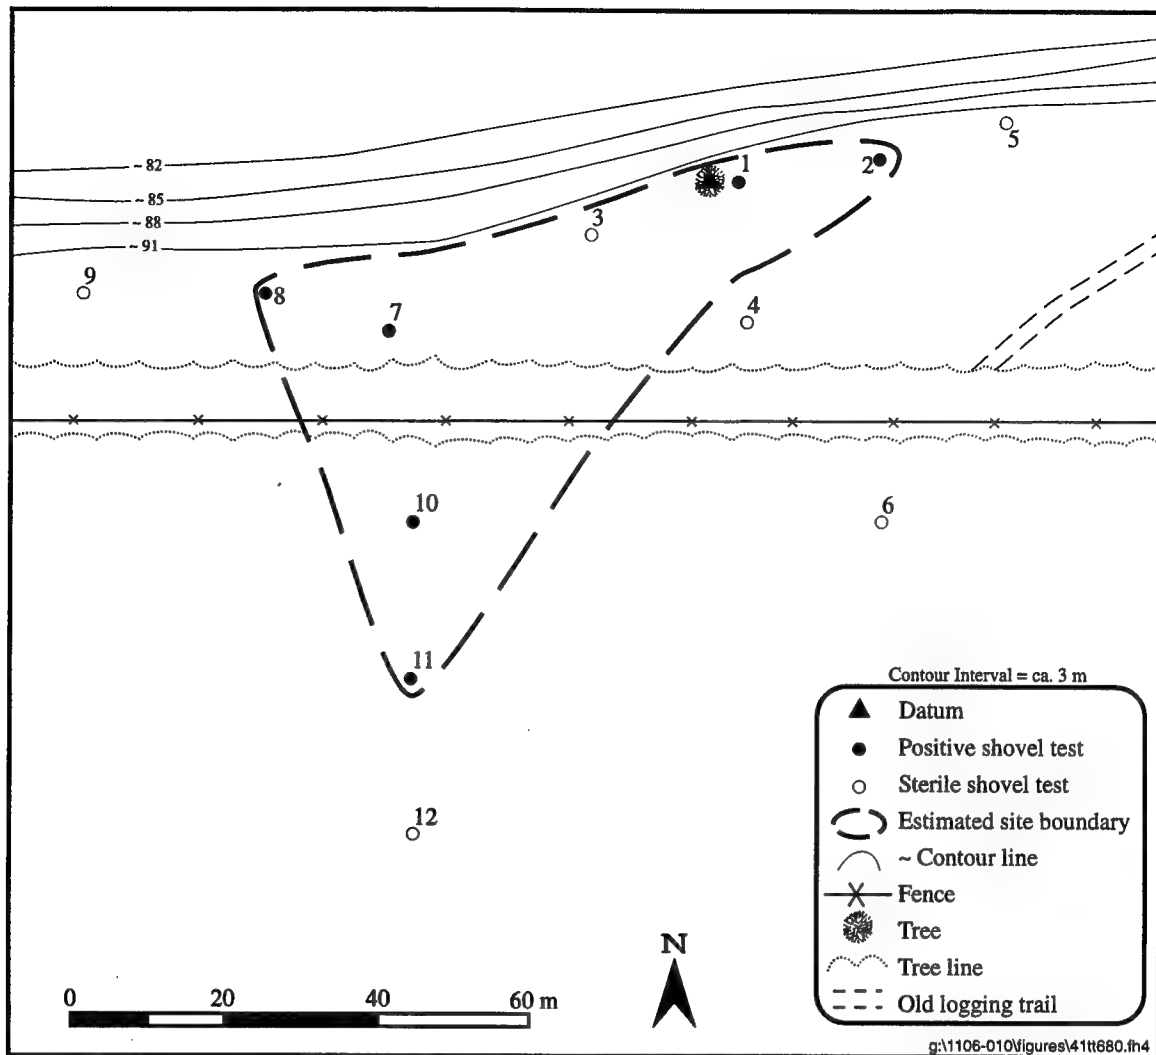 ~ 82
~ 85
~ 88
~ 91
5
2
1
3
9
8
7
4
10
6
11
12
Contour Interval = ca. 3 m
Datum
Positive shovel test
Sterile shovel test
Estimated site boundary
~ Contour line
Fence
Tree
Tree line
Old logging trail
N
0 20 40 60 m
g:\1106-010\figures\41tt680.fh4